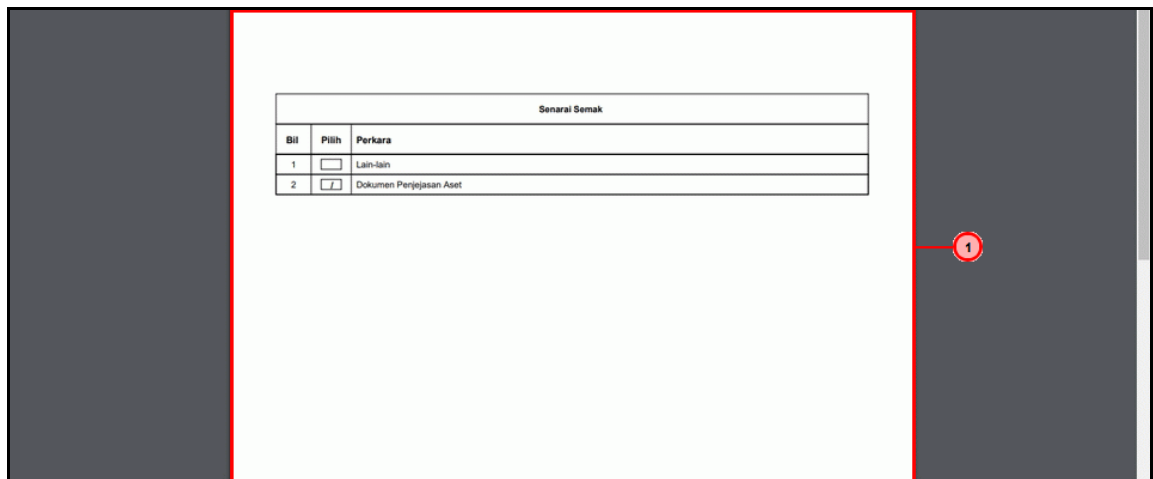 Senarai Semak
Bil Pilih Perkara
1 Lain-lain
2 / Dokumen Penjejasan Aset
1